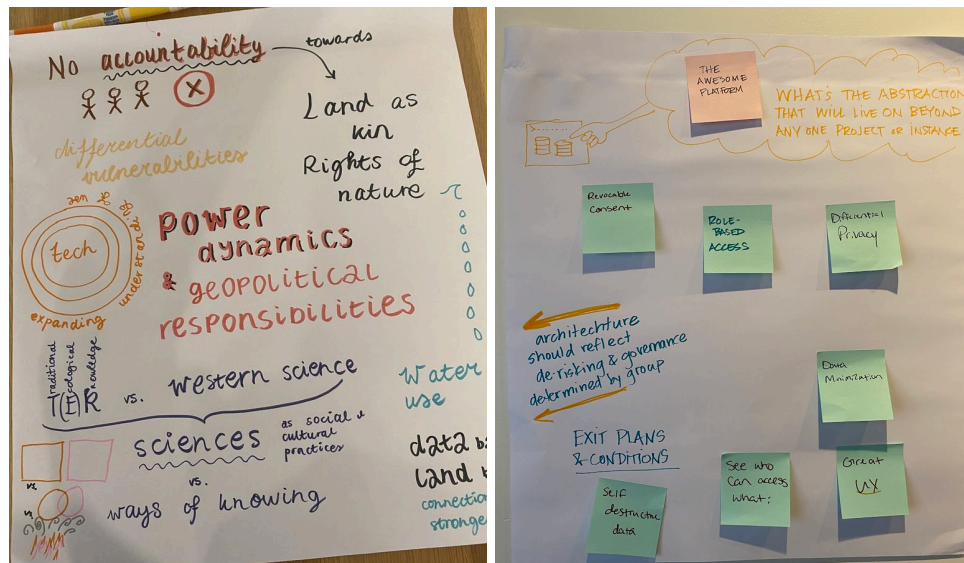 No accountability
towards
Land as
kin
Rights of
nature
differential
vulnerabilities
tech
expanding
power
dynamics
& geopolitical
responsibilities
Traditional
Ecological
Knowledge
TEK vs. western science
sciences
as social &
cultural
practices
vs.
ways of knowing
vs.
vs
Water
use
data
Land
connectio
stronge
THE
AWESOME
PLATFORM
WHAT'S THE ABSTRACTION
THAT WILL LIVE ON BEYOND
ANY ONE PROJECT OR INSTANCE
Revocable
Consent
ROLE-
BASED
ACCESS
Differential
Privacy
architechture
should reflect
de-risking & governance
determined by group
Data
Minimization
EXIT PLANS
& CONDITIONS
Self
destructive
data
See who
can access
what:
Great
UX